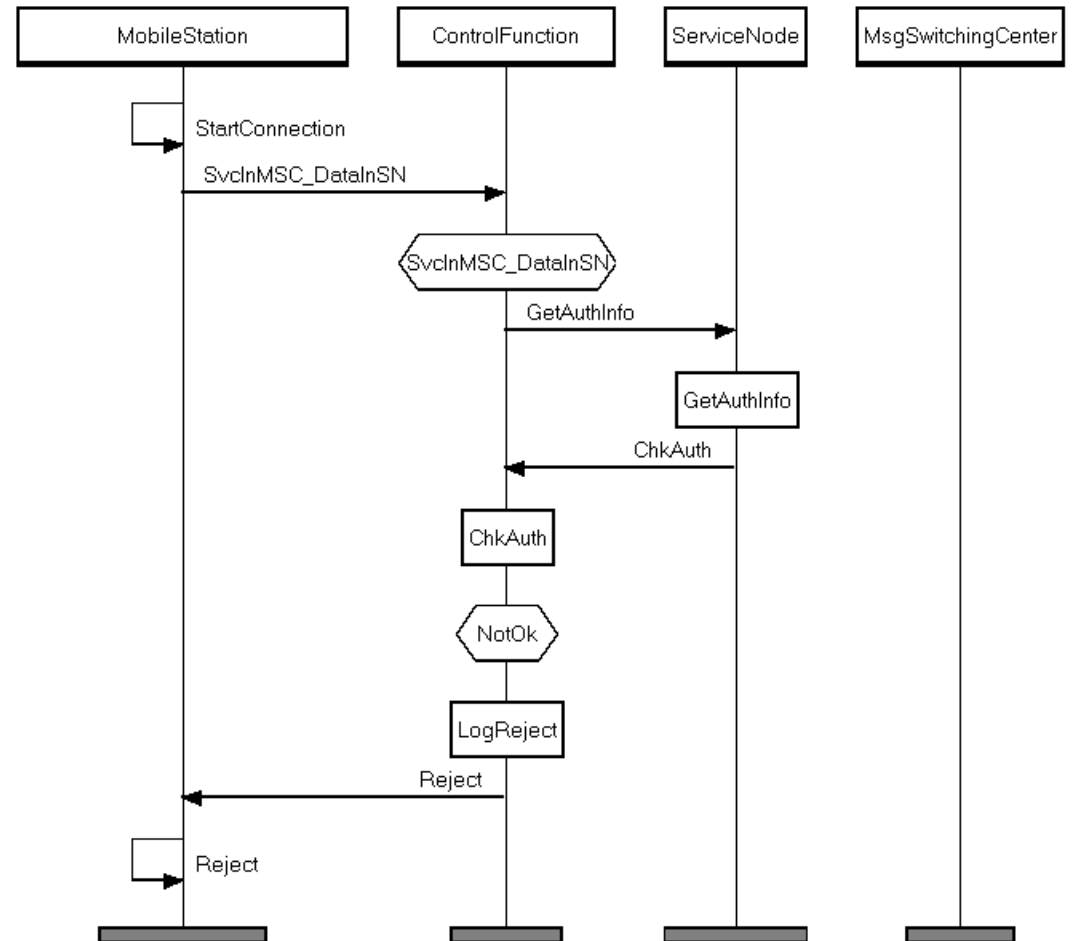 MobileStation
ControlFunction
ServiceNode
MsgSwitchingCenter
StartConnection
SvcInMSC_DataInSN
SvcInMSC_DataInSN
GetAuthInfo
GetAuthInfo
ChkAuth
ChkAuth
NotOk
LogReject
Reject
Reject